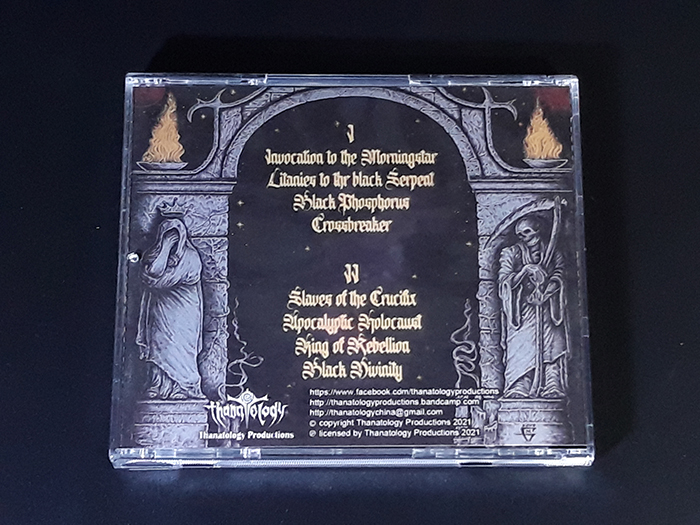 I
Invocation to the Morningstar
Litanies to thr black Serpent
Black Phosphorus
Crossbreaker
II
Slaves of the Crucifix
Apocalyptic Holocaust
King of Rebellion
Black Divinity
https://www.facebook.com/thanatologyproductions
http://thanatologyproductions.bandcamp.com
http://thanatologychina@gmail.com
© copyright Thanatology Productions 2021
℗ licensed by Thanatology Productions 2021
thanatology
Thanatology Productions